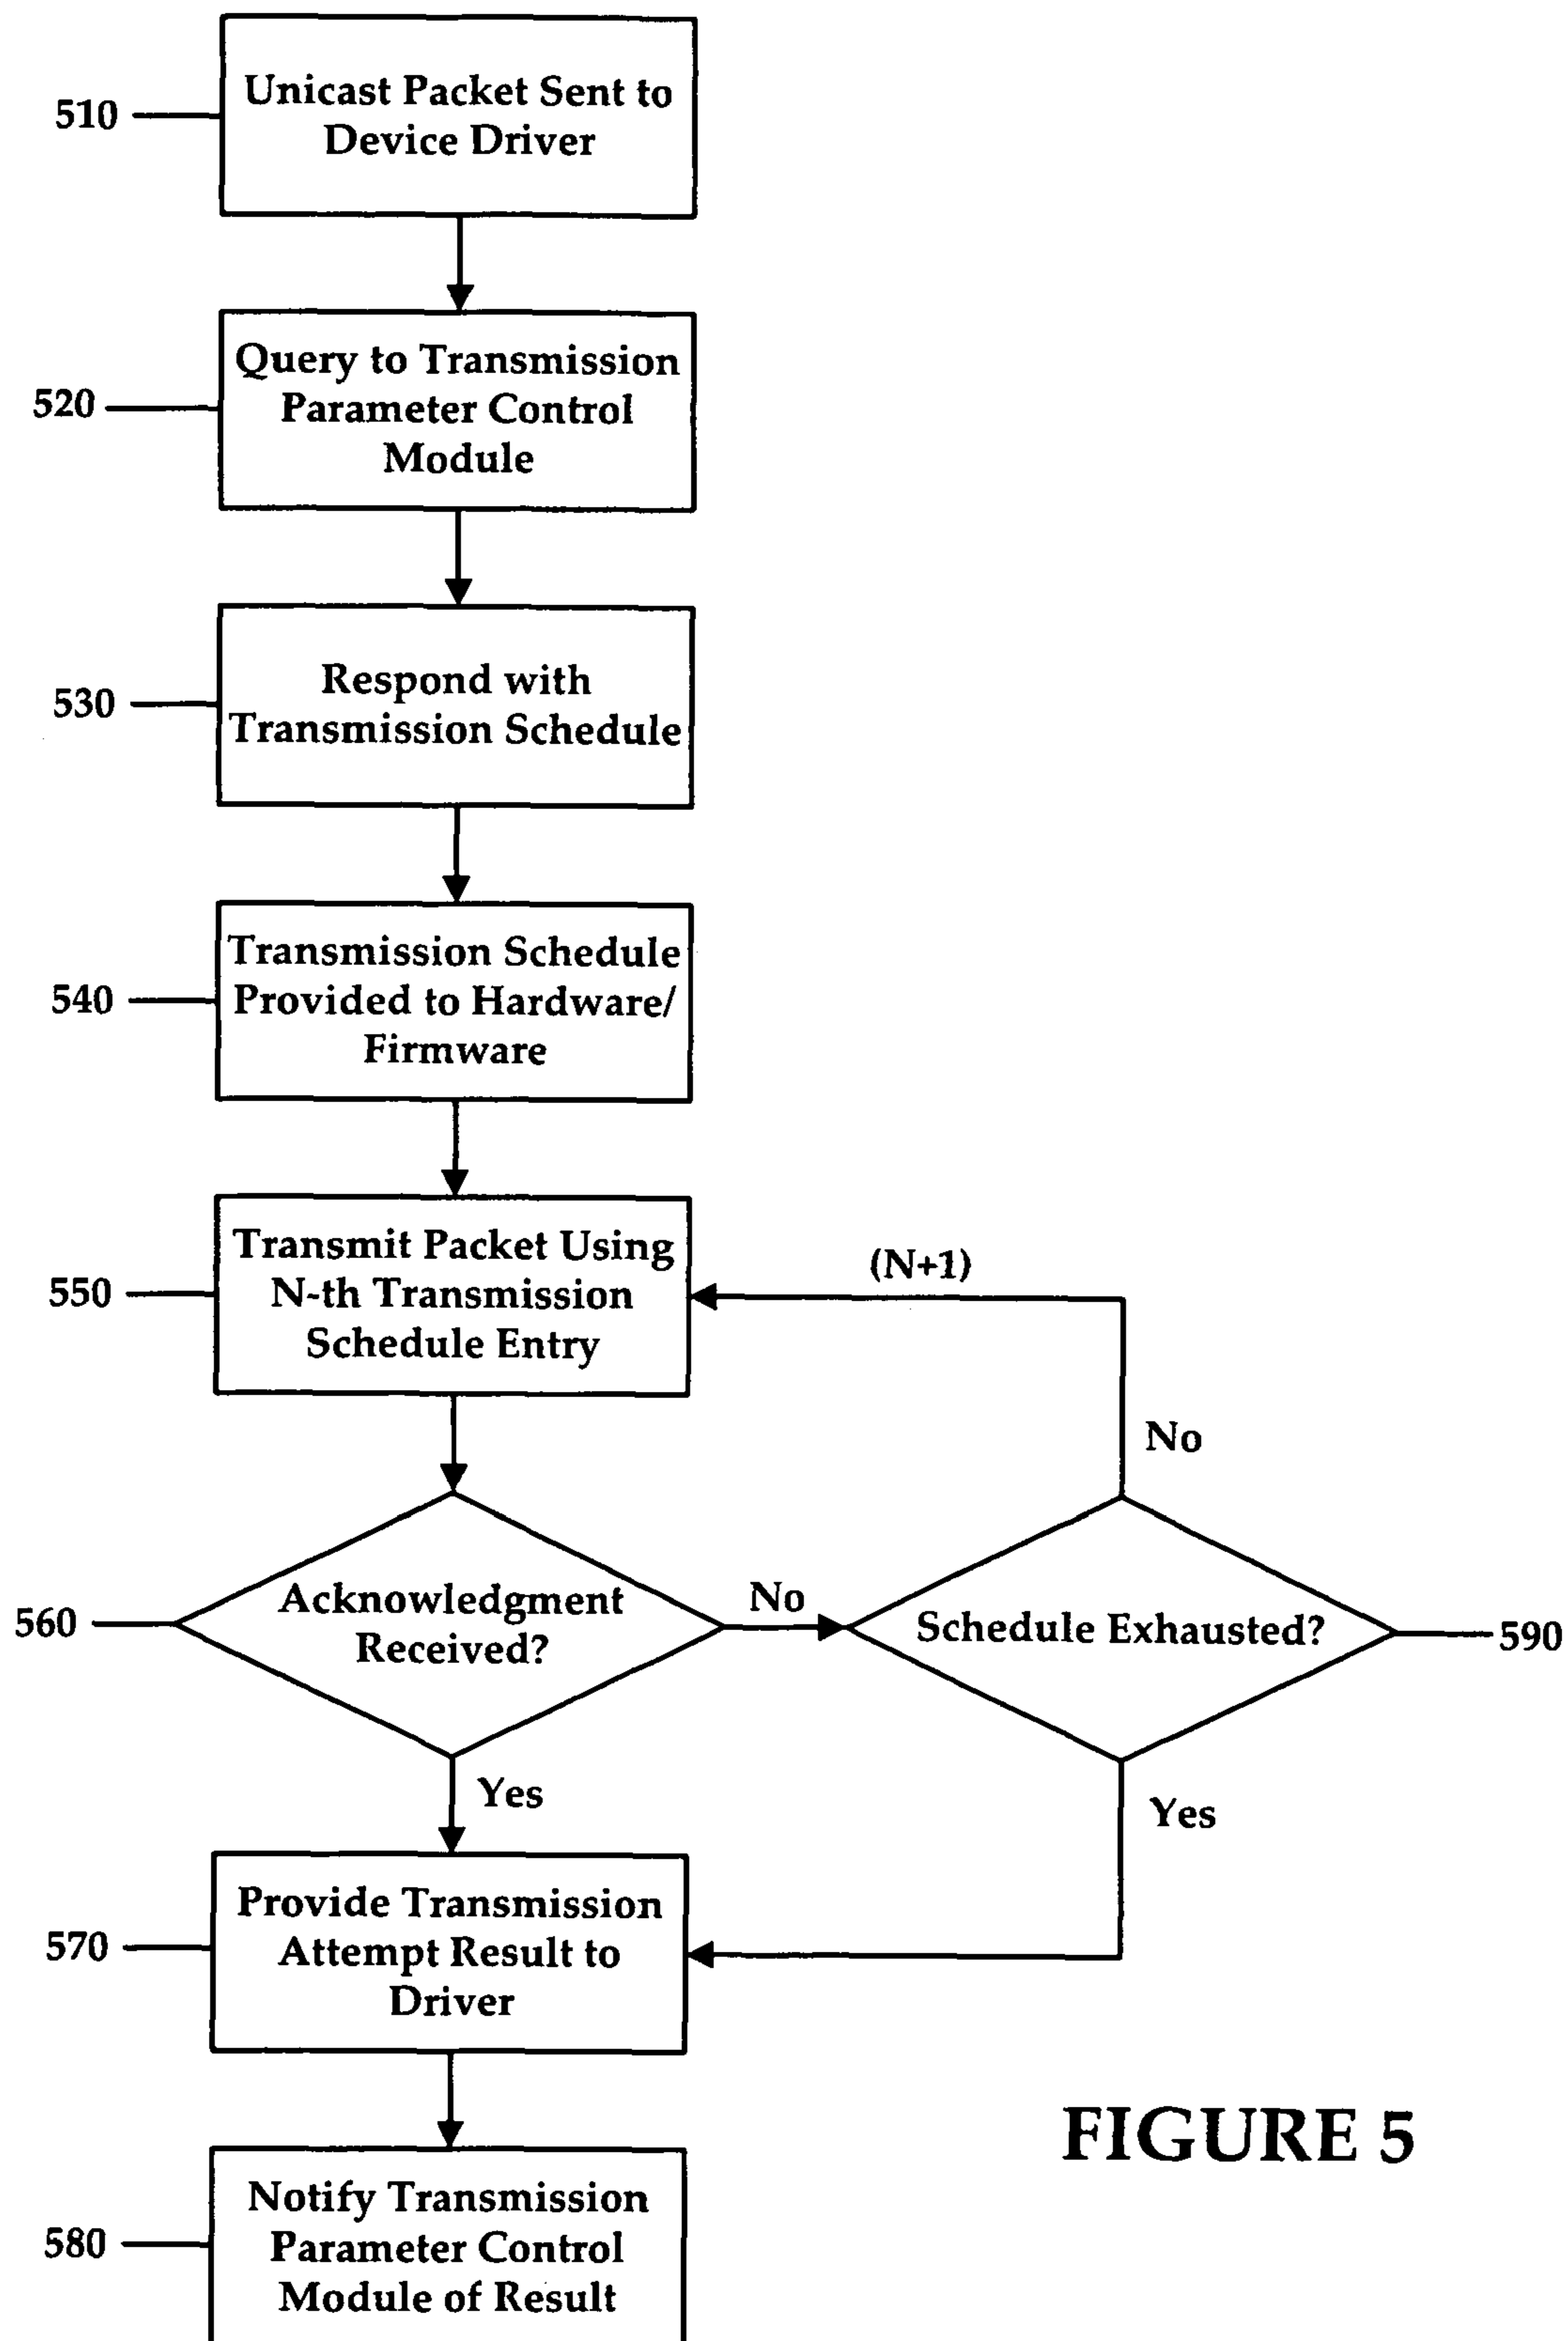 510
Unicast Packet Sent to
Device Driver
520
Query to Transmission
Parameter Control
Module
530
Respond with
Transmission Schedule
540
Transmission Schedule
Provided to Hardware/
Firmware
550
Transmit Packet Using
N-th Transmission
Schedule Entry
(N+1)
No
560
Acknowledgment
Received?
No
Schedule Exhausted?
590
Yes
Yes
570
Provide Transmission
Attempt Result to
Driver
580
Notify Transmission
Parameter Control
Module of Result
FIGURE 5